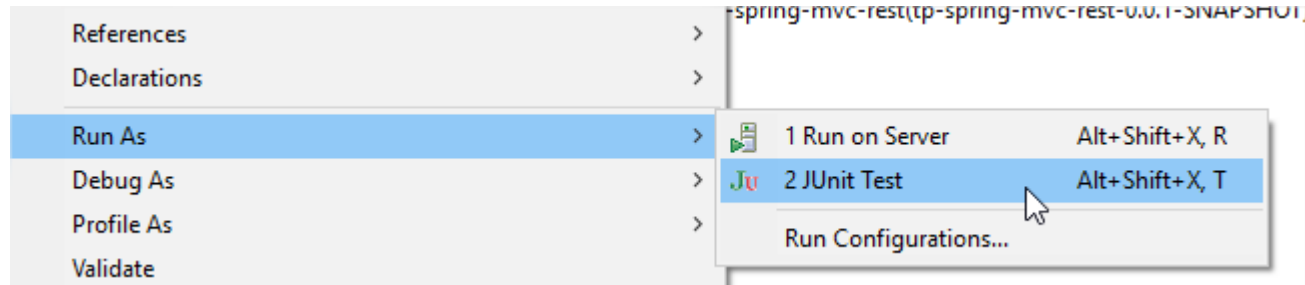 -spring-mvc-rest(tp-spring-mvc-rest-0.0.1-SNAPSHOT)
References >
Declarations >
Run As >
1 Run on Server Alt+Shift+X, R
Debug As >
Ju 2 JUnit Test Alt+Shift+X, T
Profile As >
Run Configurations...
Validate